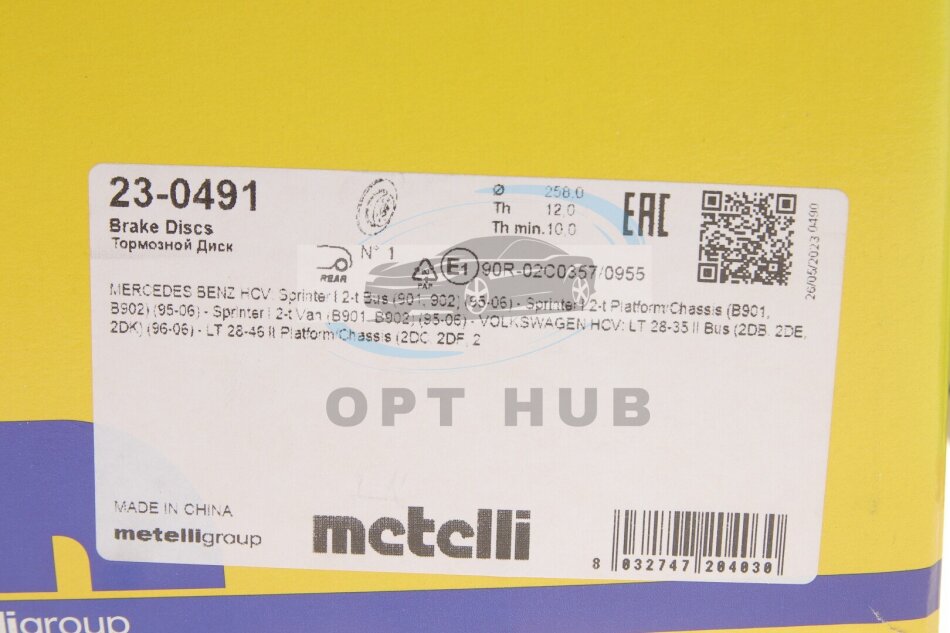 23-0491
Brake Discs
Тормозной Диск
Ø 258.0
Th 12.0
Th min. 10.0
EAC
N° 1
REAR
PAP
E1 90R-02C0357/0955
26/05/2023 0490
MERCEDES BENZ HCV: Sprinter I 2-t Bus (901, 902) (95-06) - Sprinter I 2-t Platform/Chassis (B901,
B902) (95-06) - Sprinter I 2-t Van (B901, B902) (95-06) - VOLKSWAGEN HCV: LT 28-35 II Bus (2DB, 2DE,
2DK) (96-06) - LT 28-46 II Platform/Chassis (2DC, 2DF, 2
OPT HUB
MADE IN CHINA
metelligroup
metelli
8 032747 204030
ligroup